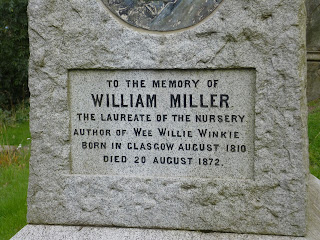 TO THE MEMORY OF
WILLIAM MILLER
THE LAUREATE OF THE NURSERY
AUTHOR OF WEE WILLIE WINKIE
BORN IN GLASGOW AUGUST 1810
DIED 20 AUGUST 1872.